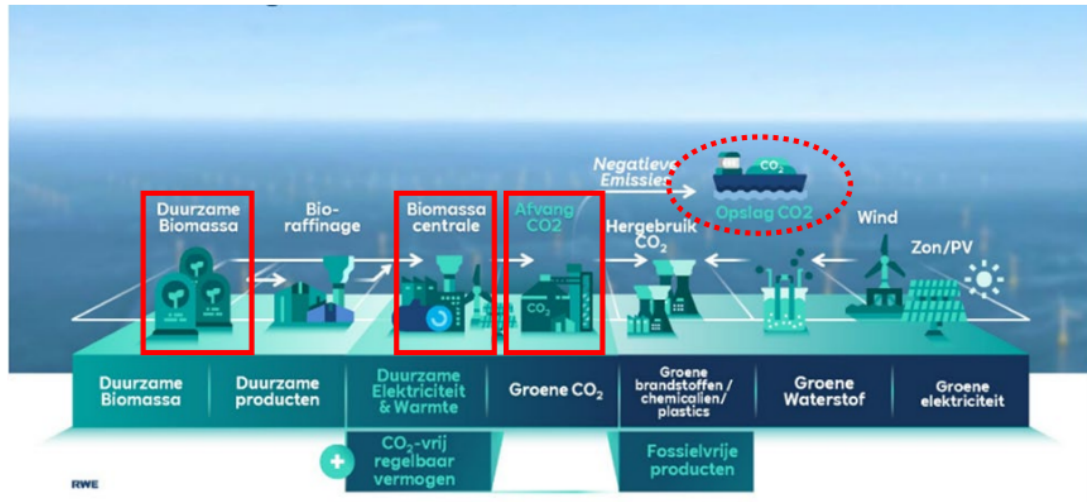 Negatieve
Emissies
CO₂
Opslag CO2
Duurzame
Biomassa
Bio-
raffinage
Biomassa
centrale
Afvang
CO2
Hergebruik
CO₂
Wind
Zon/PV
CO₂
Duurzame
Biomassa
Duurzame
producten
Duurzame
Elektriciteit
& Warmte
Groene CO₂
Groene
brandstoffen /
chemicalien/
plastics
Groene
Waterstof
Groene
elektriciteit
+
CO₂-vrij
regelbaar
vermogen
Fossielvrije
producten
RWE